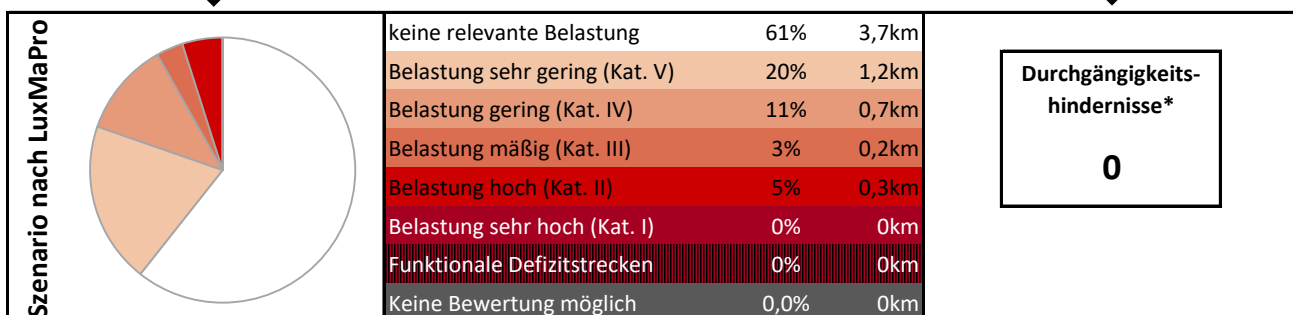 Szenario nach LuxMaPro
keine relevante Belastung 61% 3,7km
Belastung sehr gering (Kat. V) 20% 1,2km
Belastung gering (Kat. IV) 11% 0,7km
Belastung mäßig (Kat. III) 3% 0,2km
Belastung hoch (Kat. II) 5% 0,3km
Belastung sehr hoch (Kat. I) 0% 0km
Funktionale Defizitstrecken 0% 0km
Keine Bewertung möglich 0,0% 0km
Durchgängigkeits-
hindernisse*
0